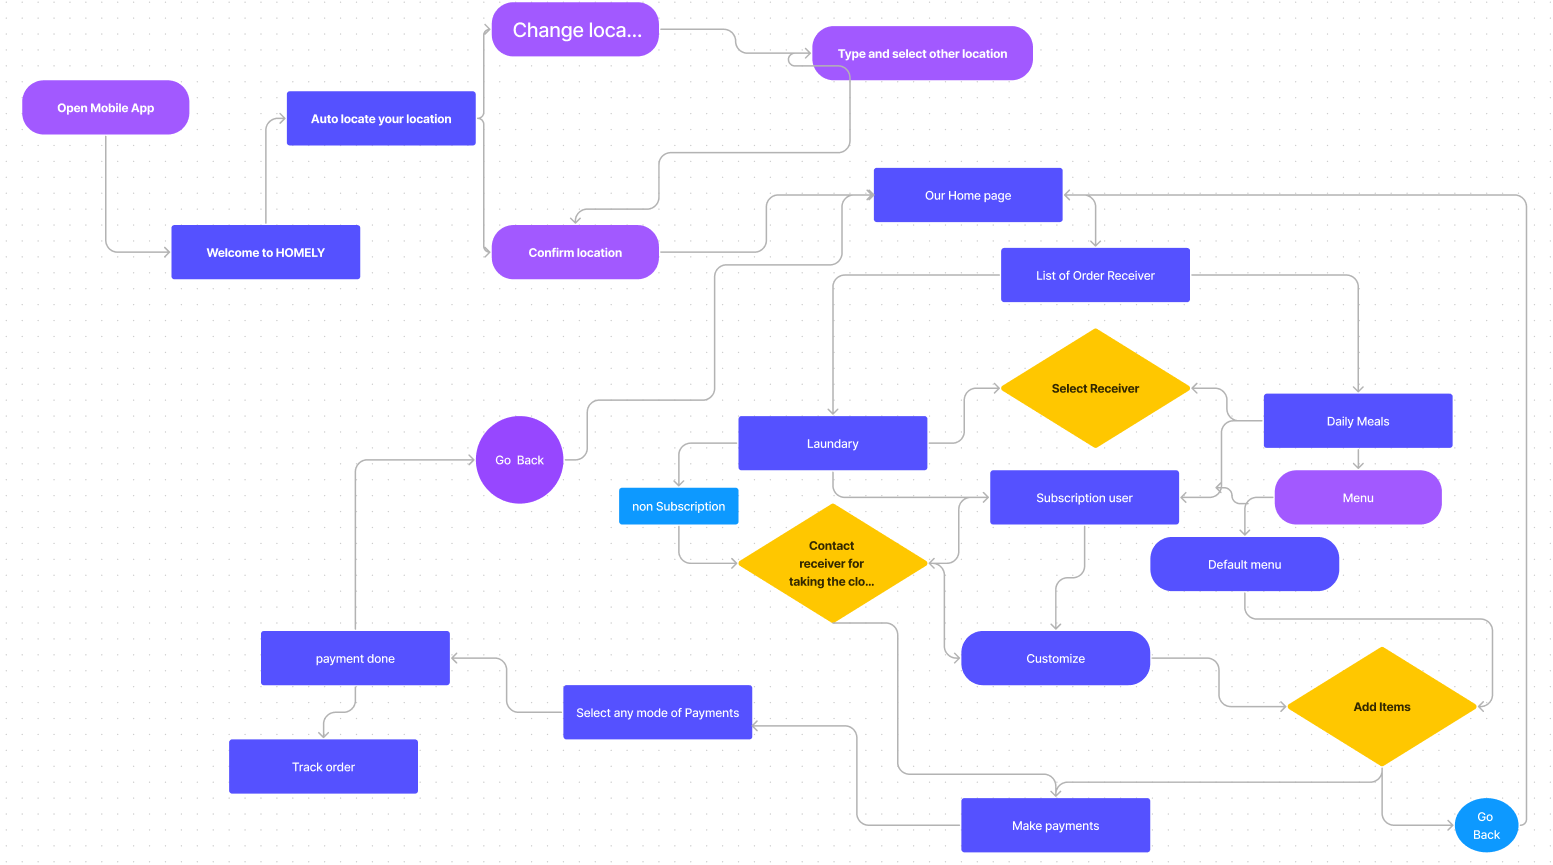 Change loca...
Type and select other location
Open Mobile App
Auto locate your location
Our Home page
Welcome to HOMELY
Confirm location
List of Order Receiver
Select Receiver
Daily Meals
Laundary
Go Back
Subscription user
Menu
non Subscription
Contact
receiver for
taking the clo...
Default menu
payment done
Customize
Select any mode of Payments
Add Items
Track order
Make payments
Go
Back